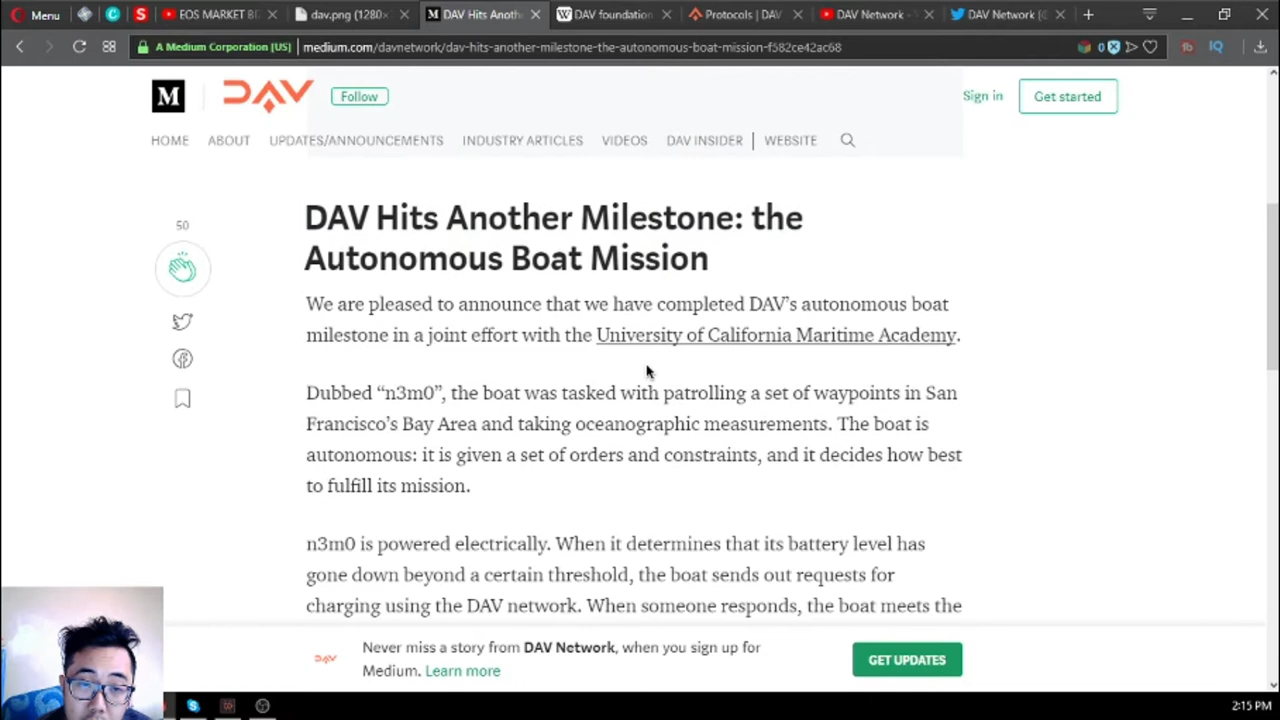 Menu
EOS MARKET BI
dav.png (1280×
DAV Hits Anoth
DAV foundation
Protocols | DAV
DAV Network - Y
DAV Network (@
A Medium Corporation [US]
medium.com/davnetwork/dav-hits-another-milestone-the-autonomous-boat-mission-f582ce42ac68
0
IQ
M
DAV
Follow
Sign in
Get started
HOME ABOUT UPDATES/ANNOUNCEMENTS INDUSTRY ARTICLES VIDEOS DAV INSIDER | WEBSITE
50
DAV Hits Another Milestone: the
Autonomous Boat Mission
We are pleased to announce that we have completed DAV's autonomous boat
milestone in a joint effort with the University of California Maritime Academy.
Dubbed “n3m0”, the boat was tasked with patrolling a set of waypoints in San
Francisco's Bay Area and taking oceanographic measurements. The boat is
autonomous: it is given a set of orders and constraints, and it decides how best
to fulfill its mission.
n3m0 is powered electrically. When it determines that its battery level has
gone down beyond a certain threshold, the boat sends out requests for
charging using the DAV network. When someone responds, the boat meets the
DAV
Never miss a story from DAV Network, when you sign up for
Medium. Learn more
GET UPDATES
2:15 PM